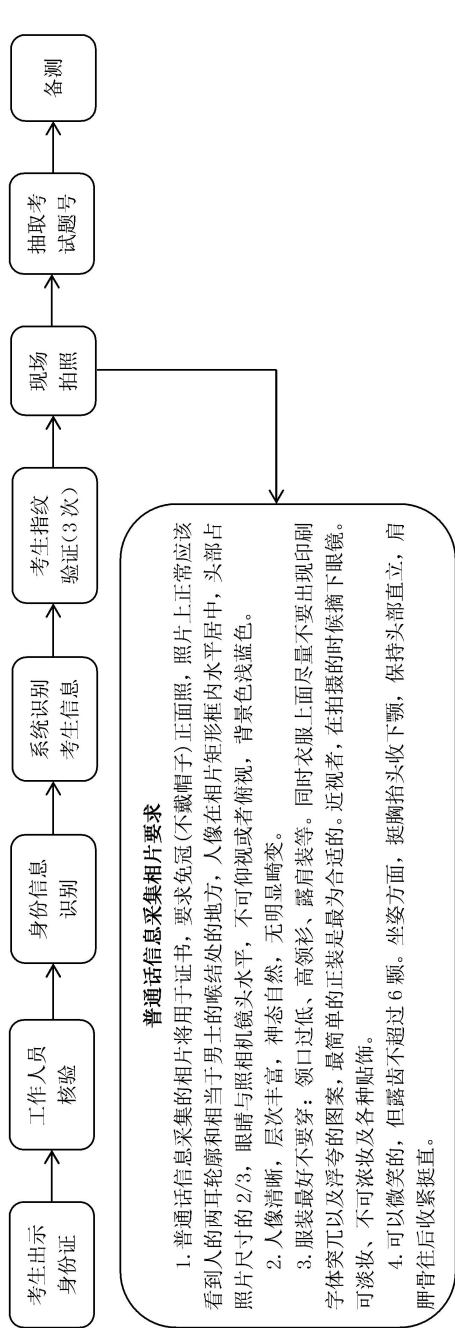 考生出示
身份证
工作人员
核验
身份信息
识别
系统识别
考生信息
考生指纹
验证(3次)
现场
拍照
抽取考
试题号
备测
普通话信息采集相片要求
1.普通话信息采集的相片将用于证书，要求免冠(不戴帽子)正面照，照片上正常应该
看到人的两耳轮廓和相当于男士的喉结处的地方，人像在相片矩形框内水平居中，头部占
照片尺寸的2/3，眼睛与照相机镜头水平，不可仰视或者俯视，背景色浅蓝色。
2.人像清晰，层次丰富，神态自然，无明显畸变。
3.服装最好不要穿：领口过低、高领衫、露肩装等。同时衣服上面尽量不要出现印刷
字体突兀以及浮夸的图案，最简单的正装是最为合适的。近视者，在拍摄的时候摘下眼镜。
可淡妆、不可浓妆及各种贴饰。
4.可以微笑的，但露齿不超过6颗。坐姿方面，挺胸抬头收下颚，保持头部直立，肩
胛骨往后收紧挺直。